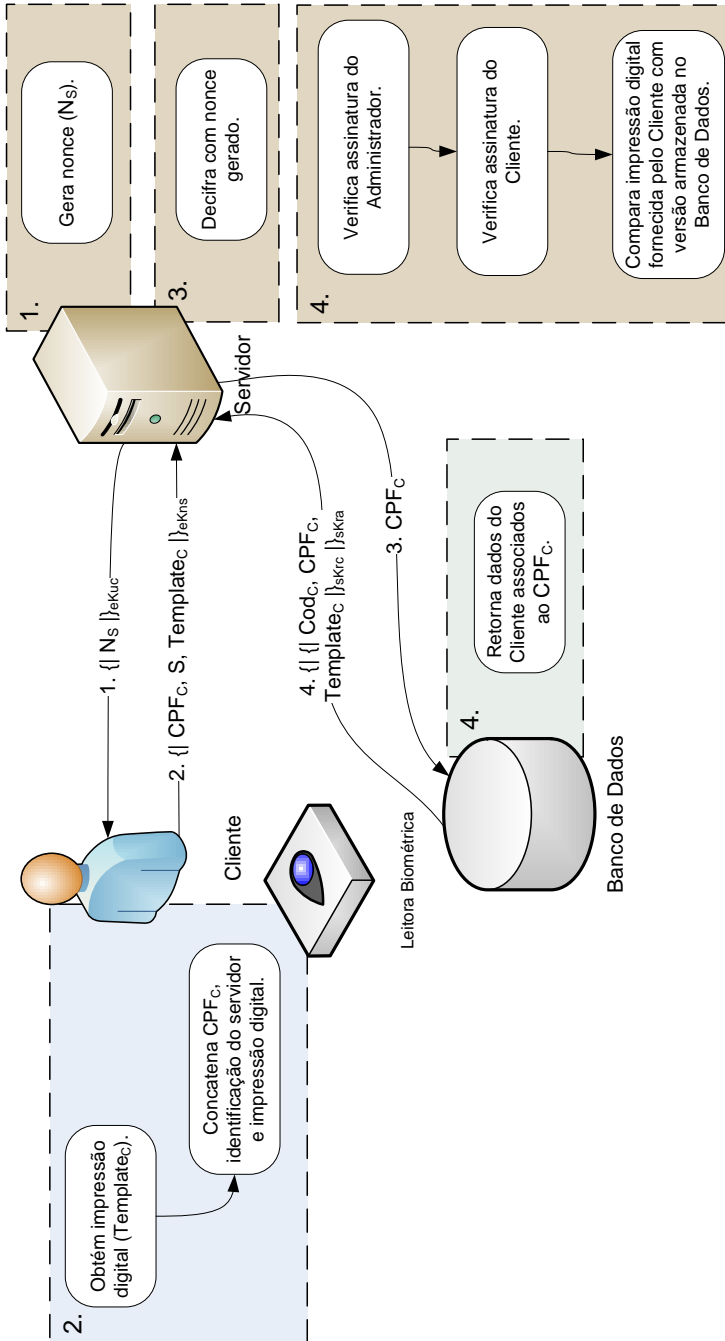 2.
Obtém impressão
digital (TemplateC).
Concatena CPFC,
identificação do servidor
e impressão digital.
Cliente
Leitora Biométrica
1. {| NS |}eKuc
2. {| CPFC, S, TemplateC |}eKns
Servidor
1.
Gera nonce (NS).
3.
Decifra com nonce
gerado.
3. CPFC
4. {| {| CodC, CPFC,
TemplateC |}sKrc |}sKra
Banco de Dados
4.
Retorna dados do
Cliente associados
ao CPFC.
4.
Verifica assinatura do
Administrador.
Verifica assinatura do
Cliente.
Compara impressão digital
fornecida pelo Cliente com
versão armazenada no
Banco de Dados.